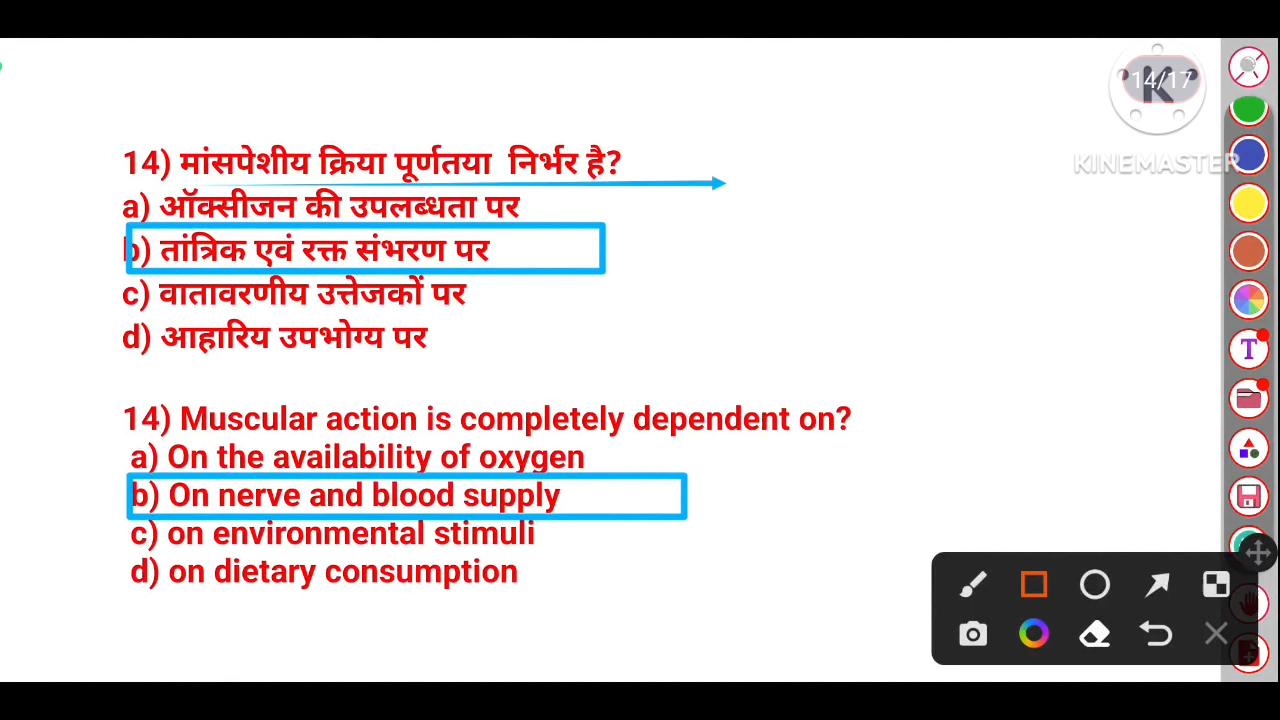 14/17
KINEMASTER
14) मांसपेशीय क्रिया पूर्णतया निर्भर है?
a) ऑक्सीजन की उपलब्धता पर
b) तांत्रिक एवं रक्त संभरण पर
c) वातावरणीय उत्तेजकों पर
d) आहारिय उपभोग्य पर
14) Muscular action is completely dependent on?
a) On the availability of oxygen
b) On nerve and blood supply
c) on environmental stimuli
d) on dietary consumption
T